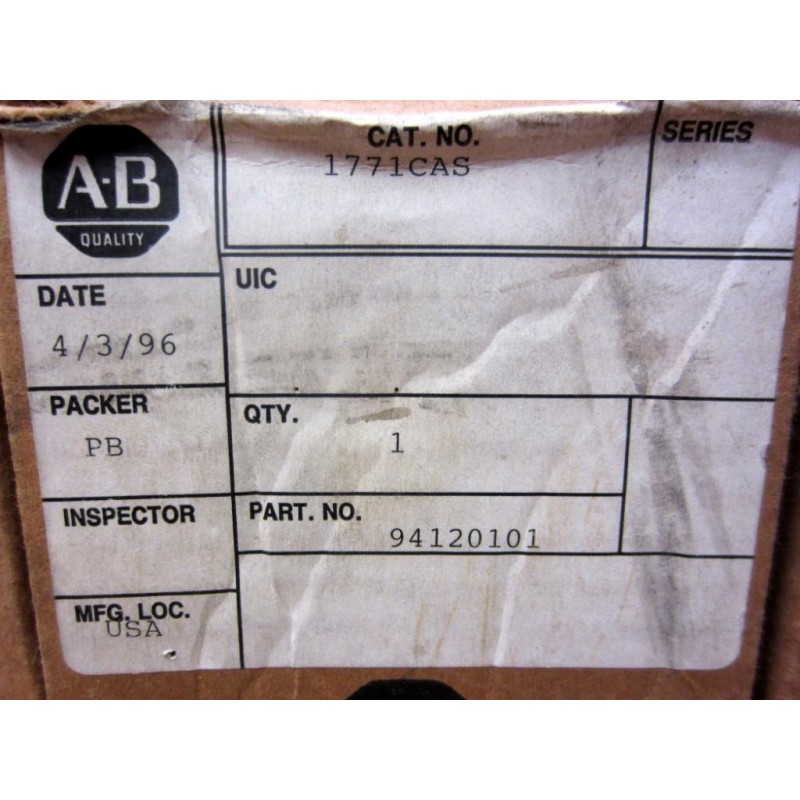 A-B
QUALITY
CAT. NO.
1771CAS
SERIES
DATE
4/3/96
UIC
PACKER
PB
QTY.
1
INSPECTOR
PART. NO.
94120101
MFG. LOC.
USA